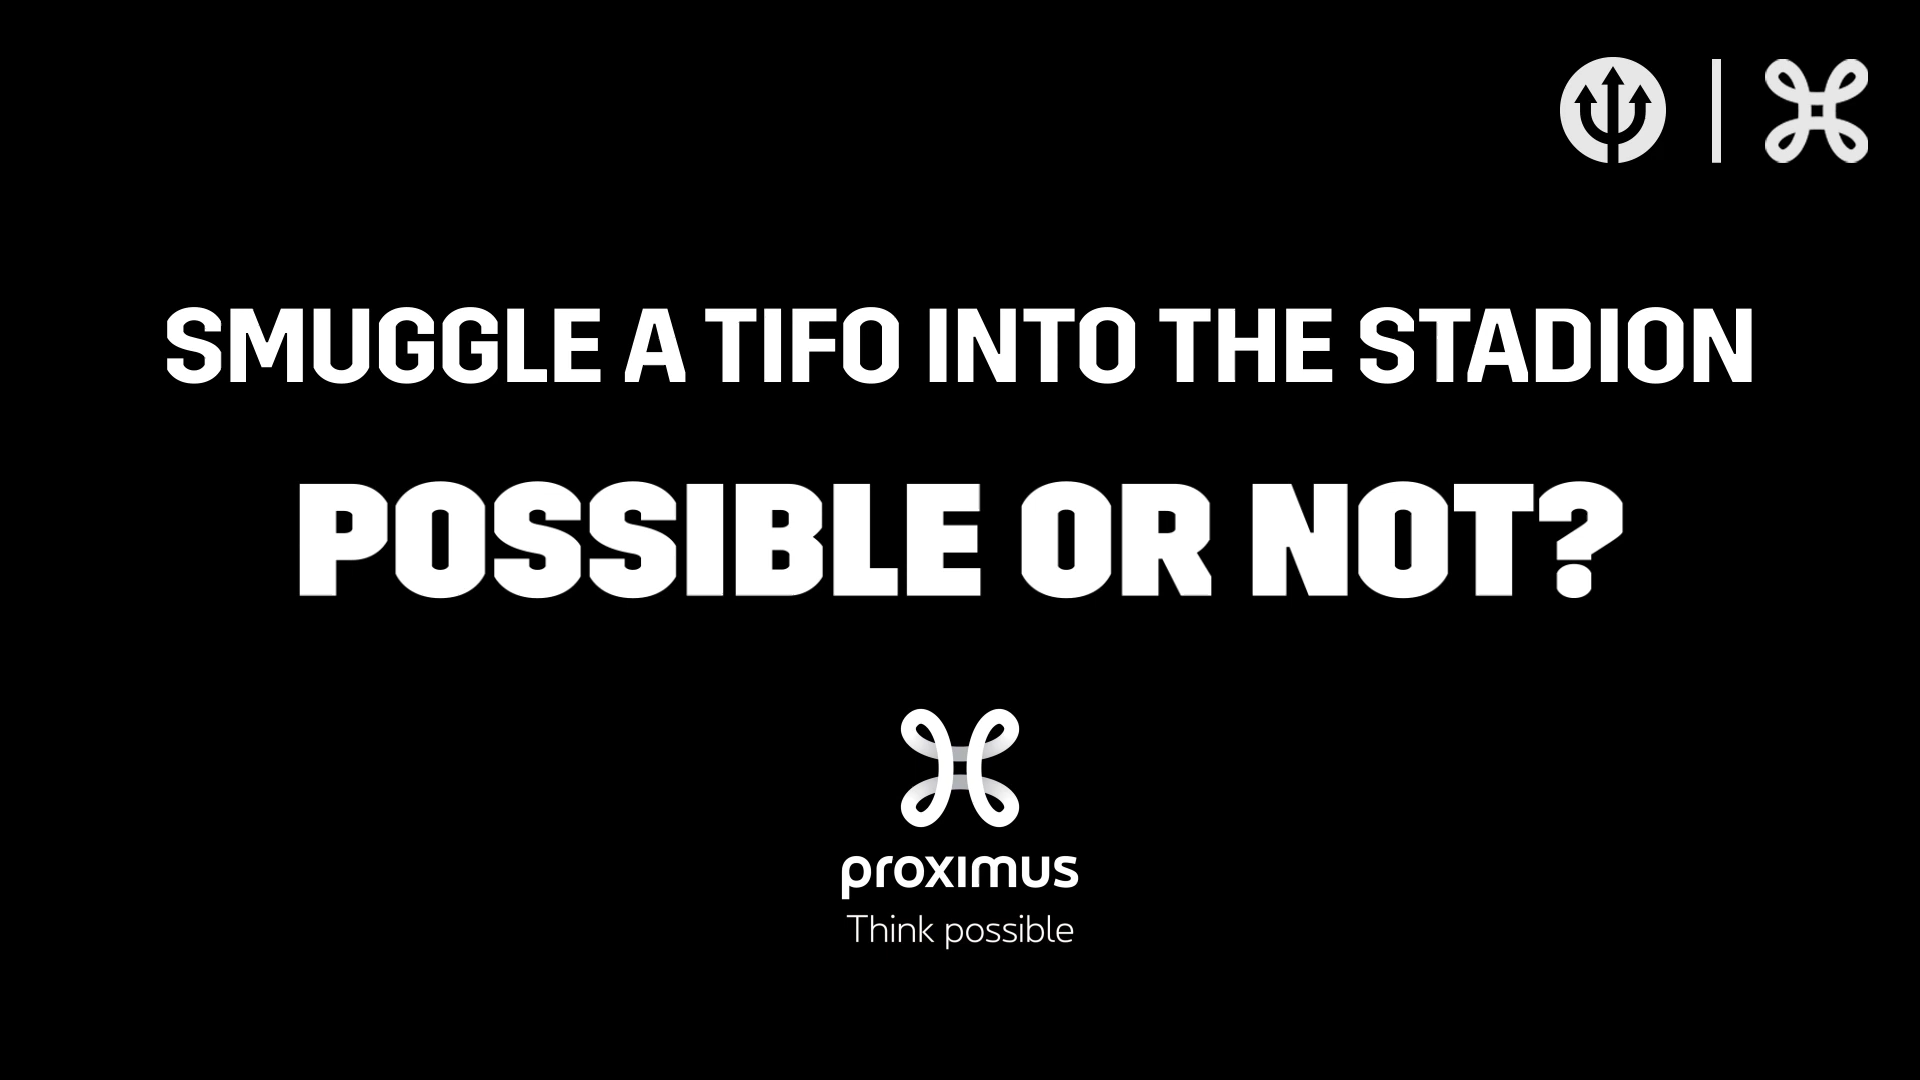 SMUGGLE A TIFO INTO THE STADION
POSSIBLE OR NOT?
proximus
Think possible